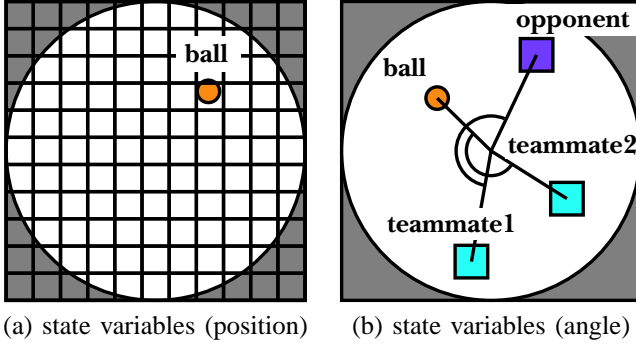 ball
opponent
ball
teammate2
teammate1
(a) state variables (position)
(b) state variables (angle)